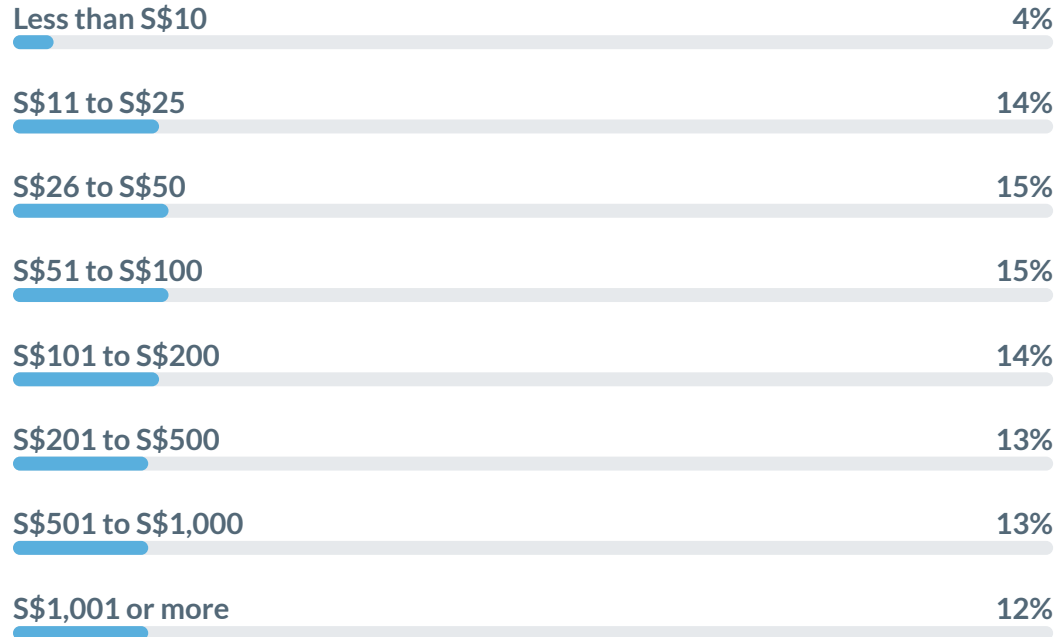 Less than S$10 4%
S$11 to S$25 14%
S$26 to S$50 15%
S$51 to S$100 15%
S$101 to S$200 14%
S$201 to S$500 13%
S$501 to S$1,000 13%
S$1,001 or more 12%